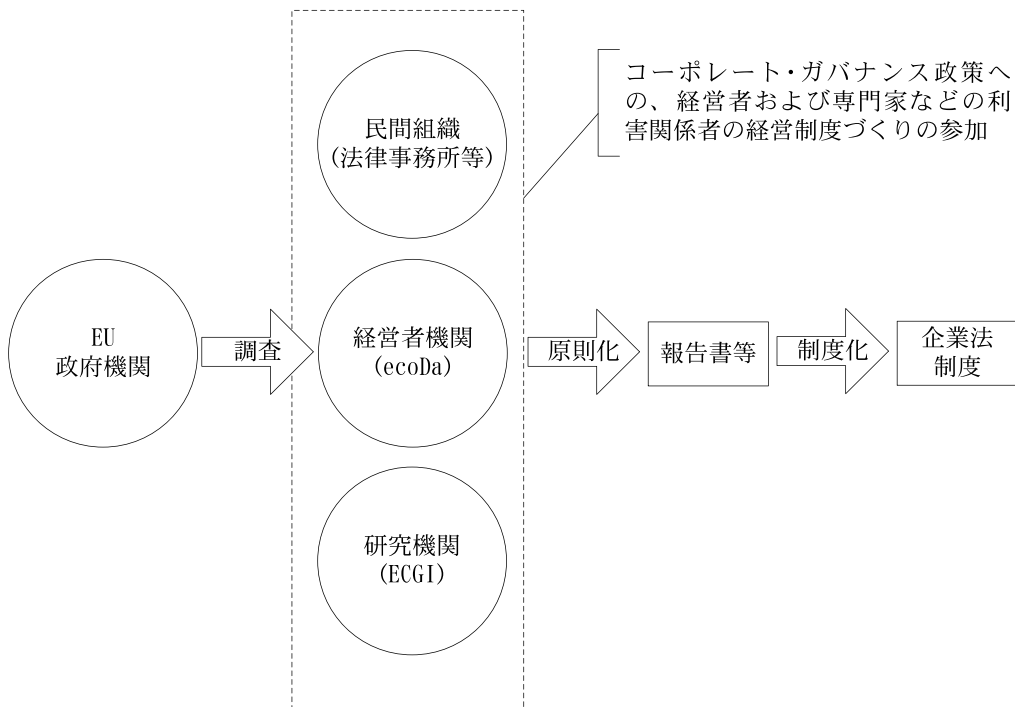 コーポレート・ガバナンス政策へ
の、経営者および専門家などの利
害関係者の経営制度づくりの参加
民間組織
(法律事務所等)
EU
政府機関
調査
経営者機関
(ecoDa)
原則化
報告書等
制度化
企業法
制度
研究機関
(ECGI)